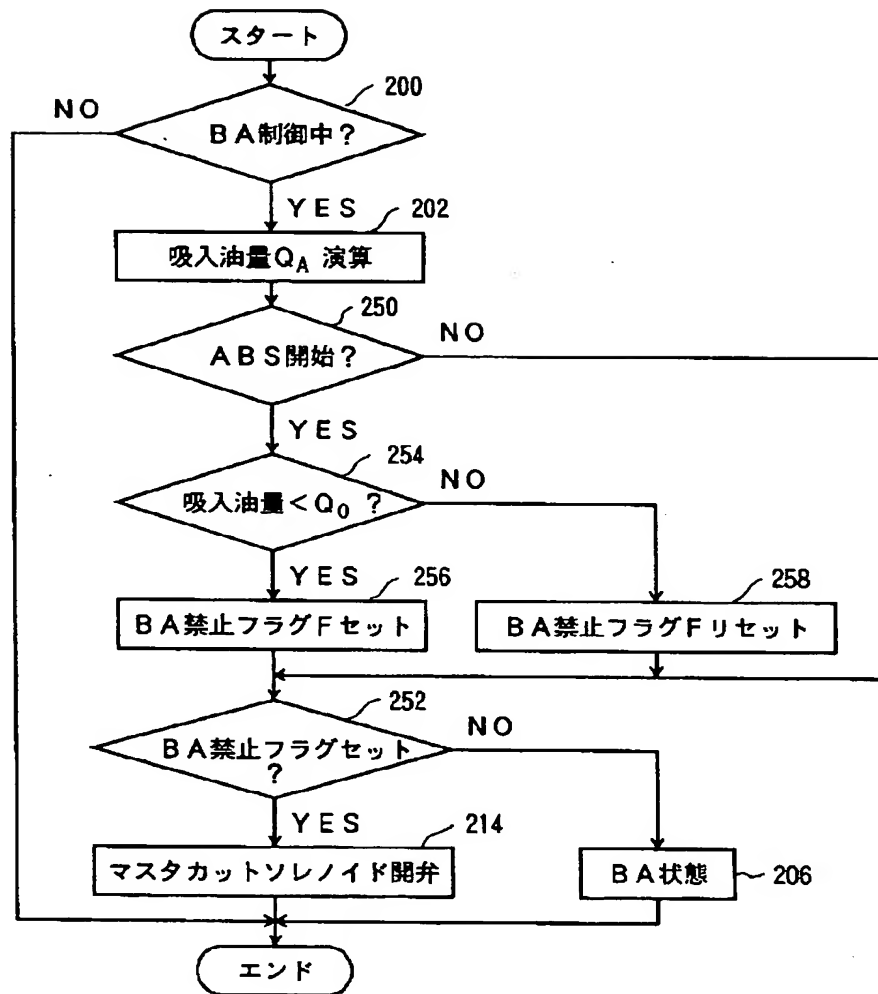 スタート
200
NO
BA制御中?
YES
202
吸入油量QA 演算
250
NO
ABS開始?
YES
254
NO
吸入油量<Q0 ?
YES
256
258
BA禁止フラグFセット
BA禁止フラグFリセット
252
NO
BA禁止フラグセット
?
YES
214
マスタカットソレノイド開弁
BA状態
206
エンド